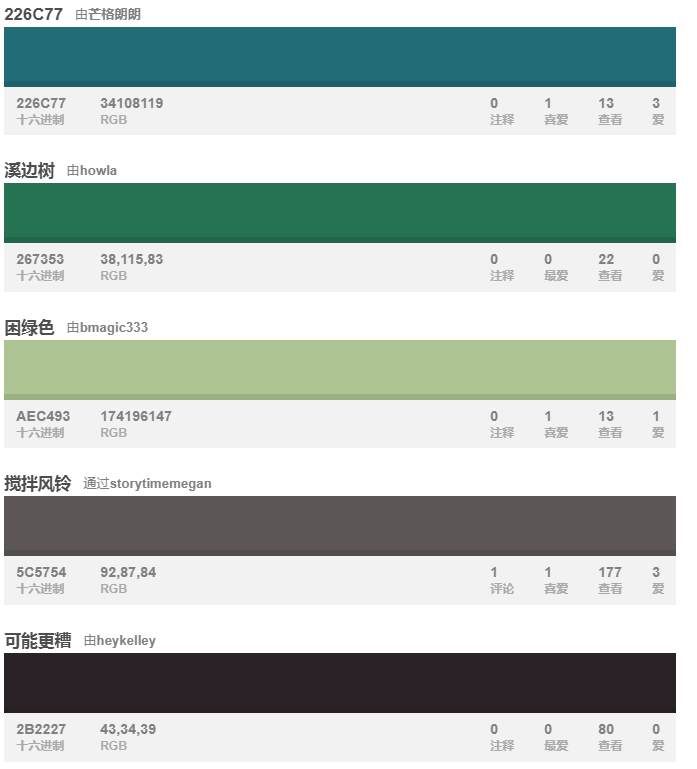 226C77 由芒格朗朗
226C77 34108119 0 1 13 3
十六进制 RGB 注释 喜爱 查看 爱
溪边树 由howla
267353 38,115,83 0 0 22 0
十六进制 RGB 注释 最爱 查看 爱
困绿色 由bmagic333
AEC493 174196147 0 1 13 1
十六进制 RGB 注释 喜爱 查看 爱
搅拌风铃 通过storytimemegan
5C5754 92,87,84 1 1 177 3
十六进制 RGB 评论 喜爱 查看 爱
可能更糟 由heykelley
2B2227 43,34,39 0 0 80 0
十六进制 RGB 注释 最爱 查看 爱